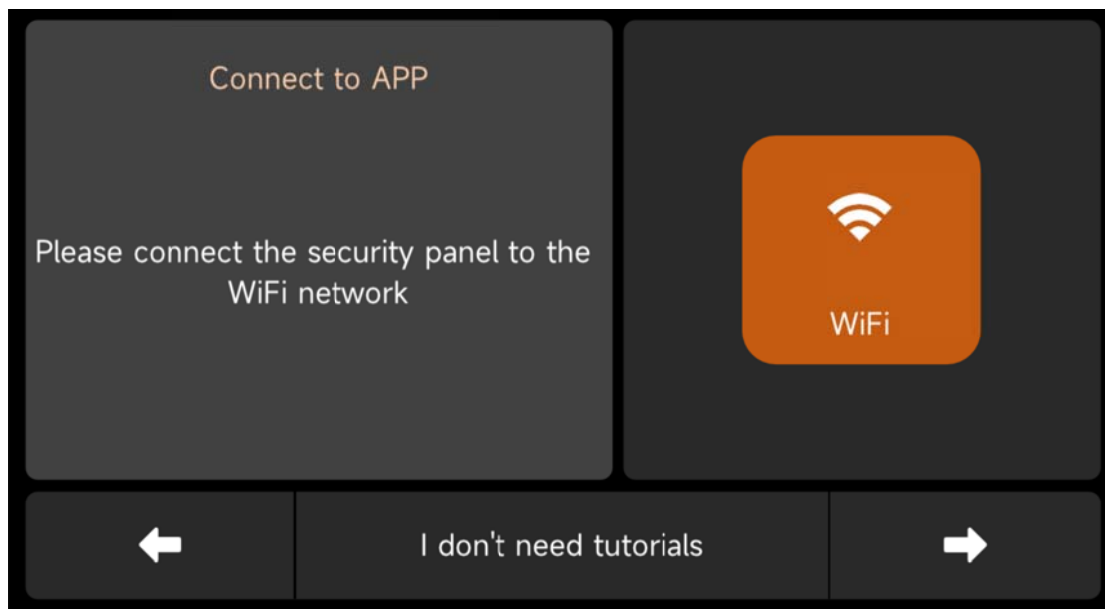 Connect to APP
Please connect the security panel to the
WiFi network
WiFi
I don't need tutorials